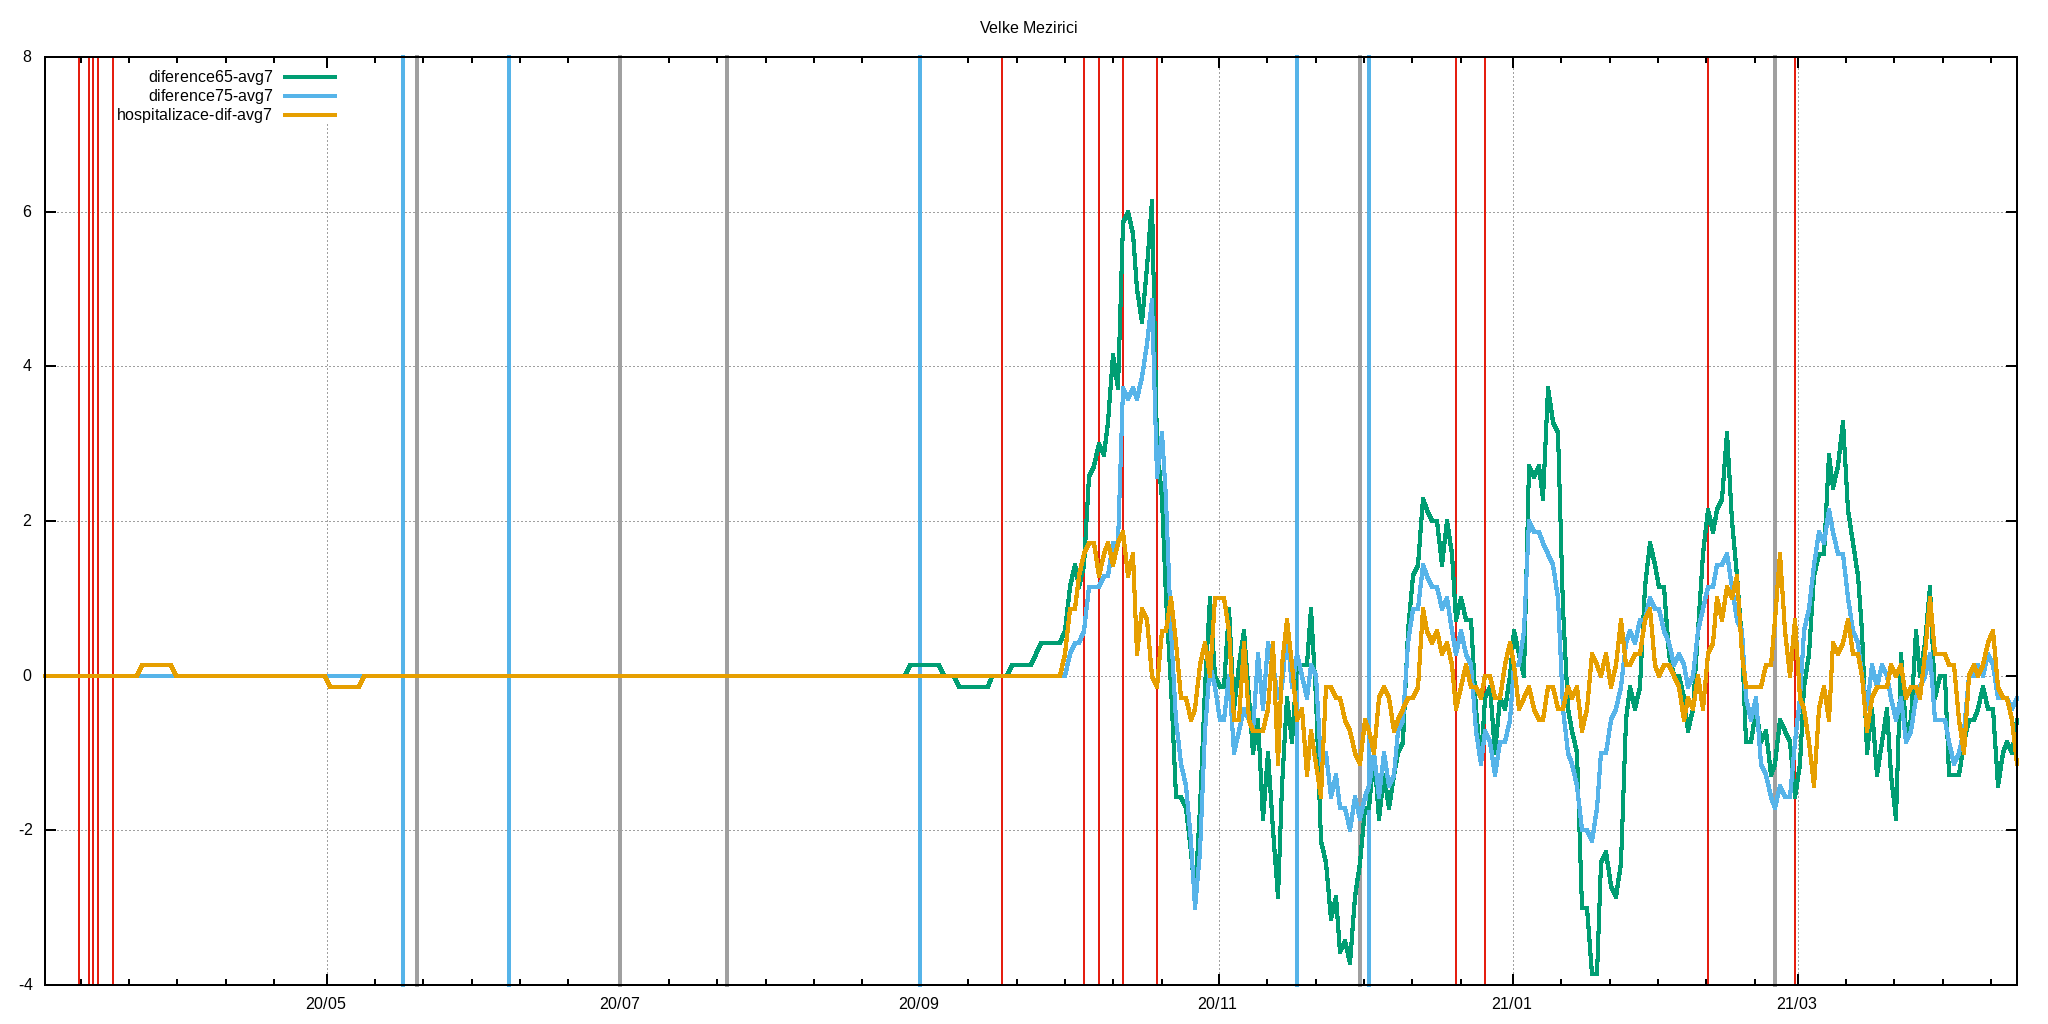 Velke Mezirici
8
diference65-avg7
diference75-avg7
hospitalizace-dif-avg7
6
4
2
0
-2
-4
20/05 20/07 20/09 20/11 21/01 21/03